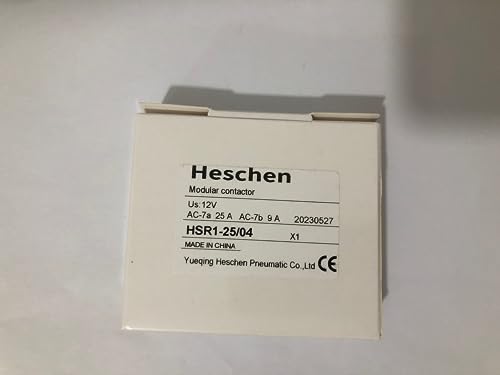 Heschen
Modular contactor
Us:12V
AC-7a 25 A AC-7b 9 A 20230527
HSR1-25/04 X1
MADE IN CHINA
Yueqing Heschen Pneumatic Co.,Ltd CE